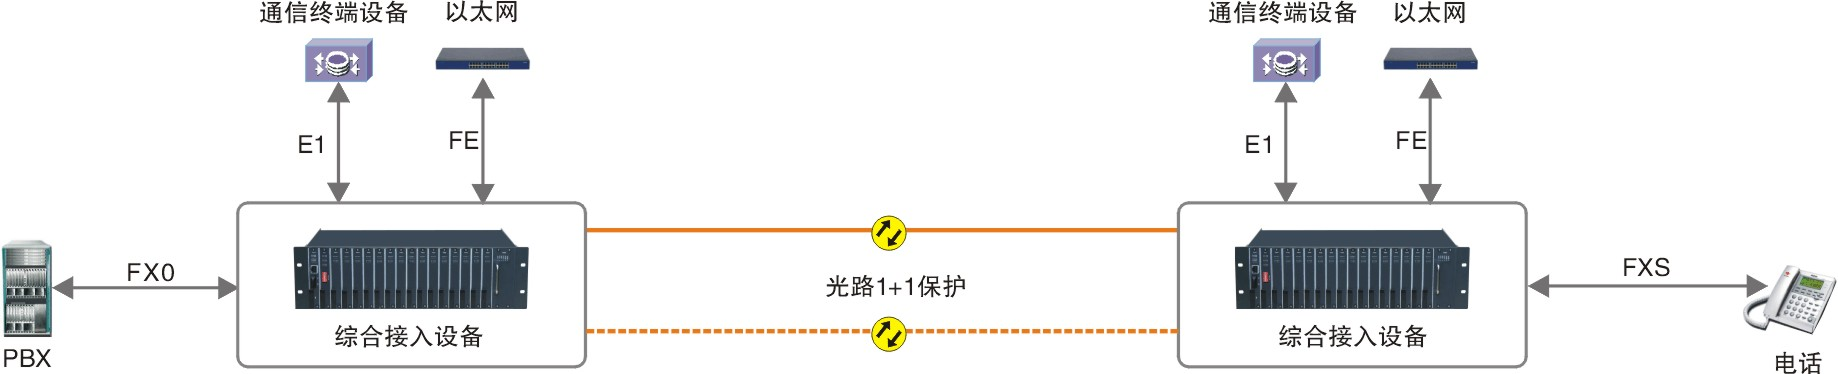 通信终端设备 以太网 通信终端设备 以太网
E1 FE E1 FE
FX0 光路1+1保护 FXS
综合接入设备 综合接入设备
PBX 电话